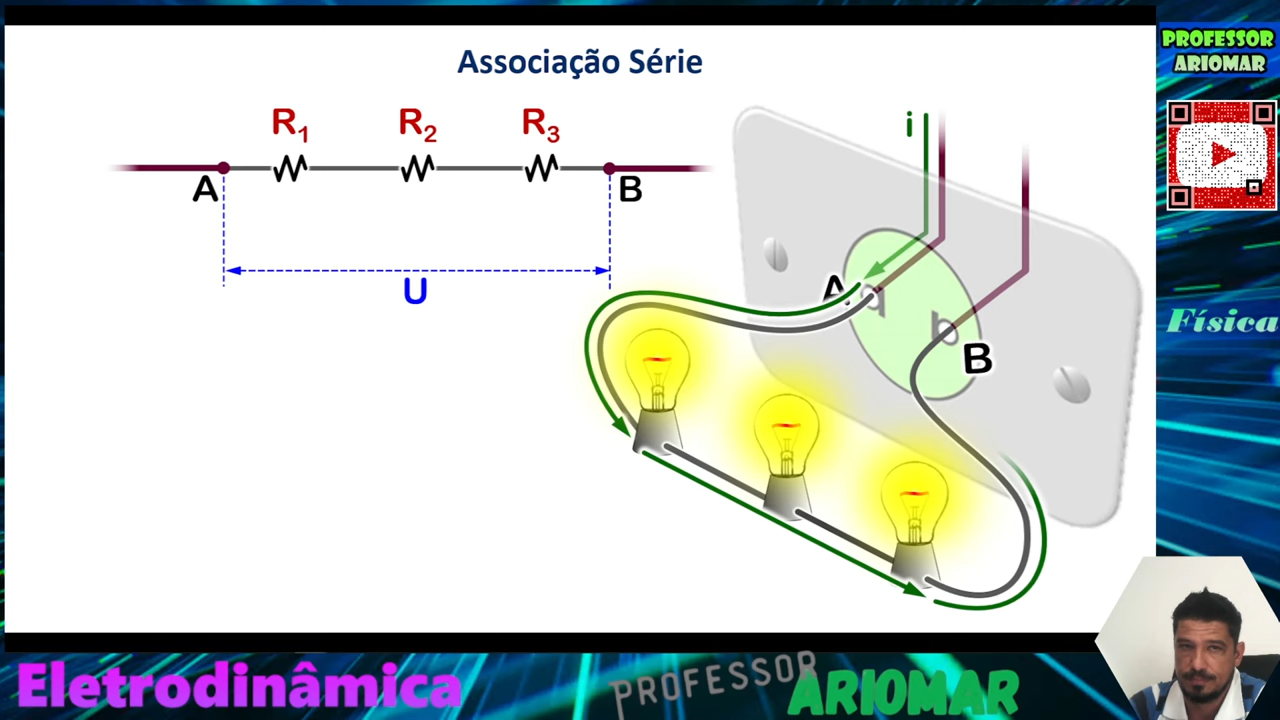 Associação Série
R1 R2 R3
A B
U
i
A a
b
B
PROFESSOR
ARIOMAR
Física
Eletrodinâmica
PROFESSOR
ARIOMAR